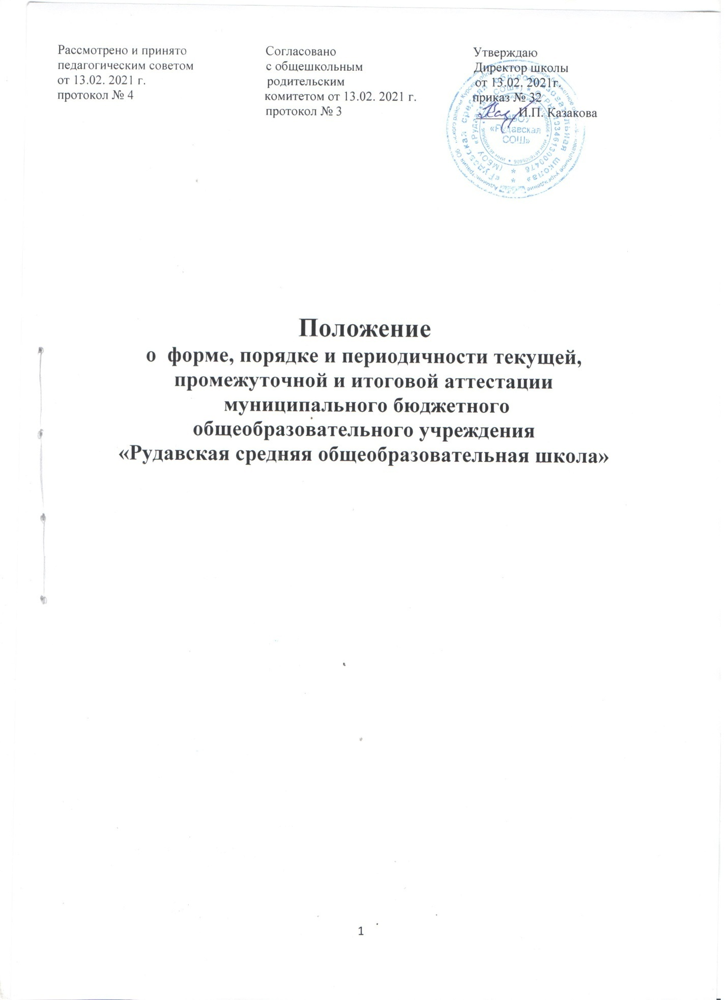 Рассмотрено и принято
педагогическим советом
от 13.02. 2021 г.
протокол № 4
Согласовано
с общешкольным
родительским
комитетом от 13.02. 2021 г.
протокол № 3
Утверждаю
Директор школы
от 13.02. 2021г.
приказ № 32
И.П. Казакова
МБОУ
«Рудавская
СОШ»
Положение
о форме, порядке и периодичности текущей,
промежуточной и итоговой аттестации
муниципального бюджетного
общеобразовательного учреждения
«Рудавская средняя общеобразовательная школа»
1